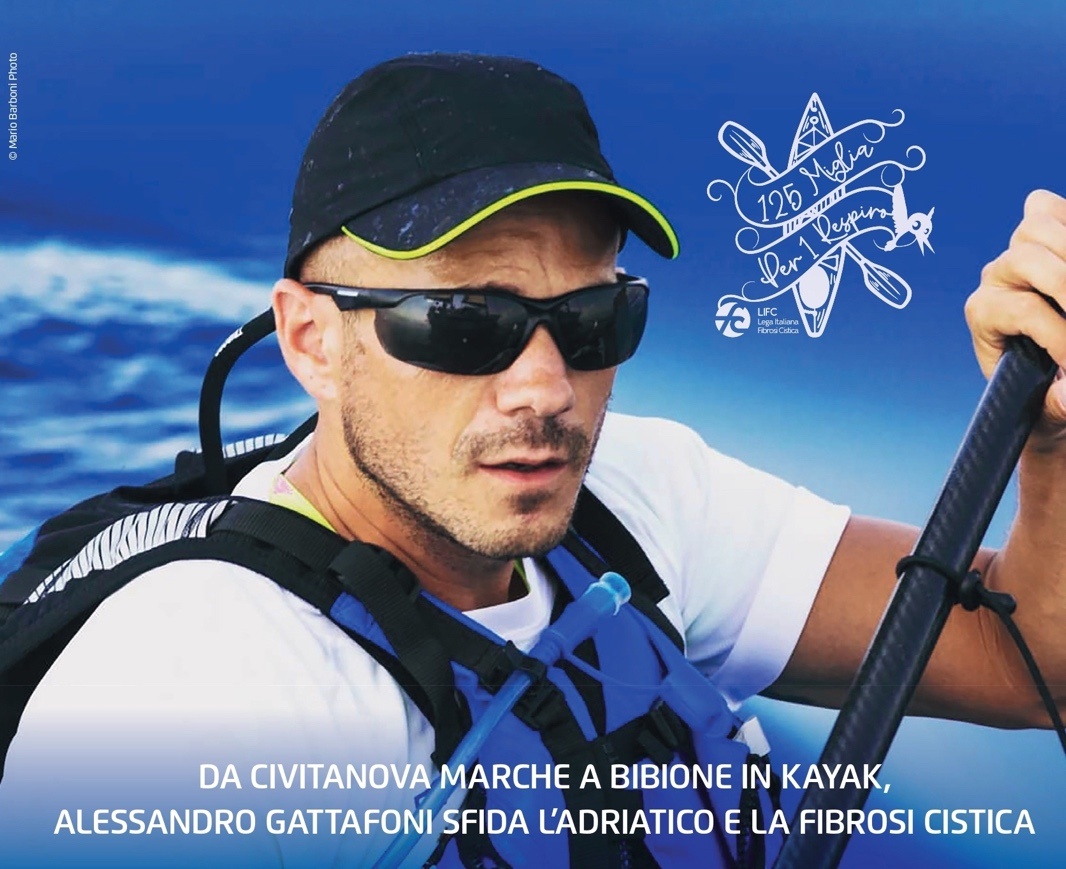 © Mario Barboni Photo
125 Miglia
Per 1 Respiro
LIFC
Lega Italiana
Fibrosi Cistica
DA CIVITANOVA MARCHE A BIBIONE IN KAYAK,
ALESSANDRO GATTAFONI SFIDA L'ADRIATICO E LA FIBROSI CISTICA